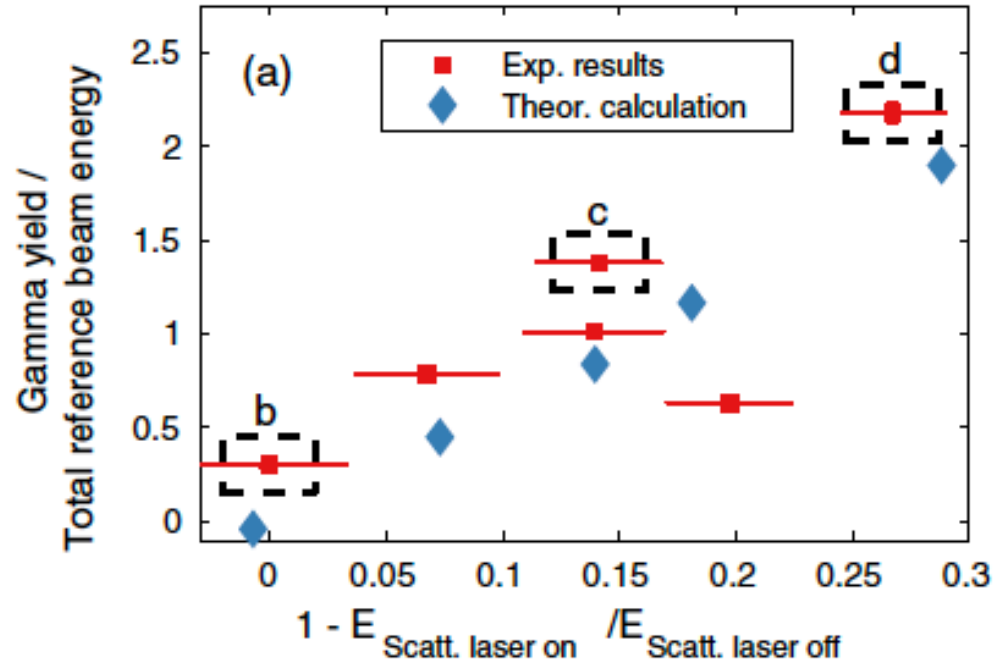 (a)
Exp. results
Theor. calculation
b
c
d
Gamma yield /
Total reference beam energy
2.5
2
1.5
1
0.5
0
0 0.05 0.1 0.15 0.2 0.25 0.3
1 - E Scatt. laser on /E Scatt. laser off